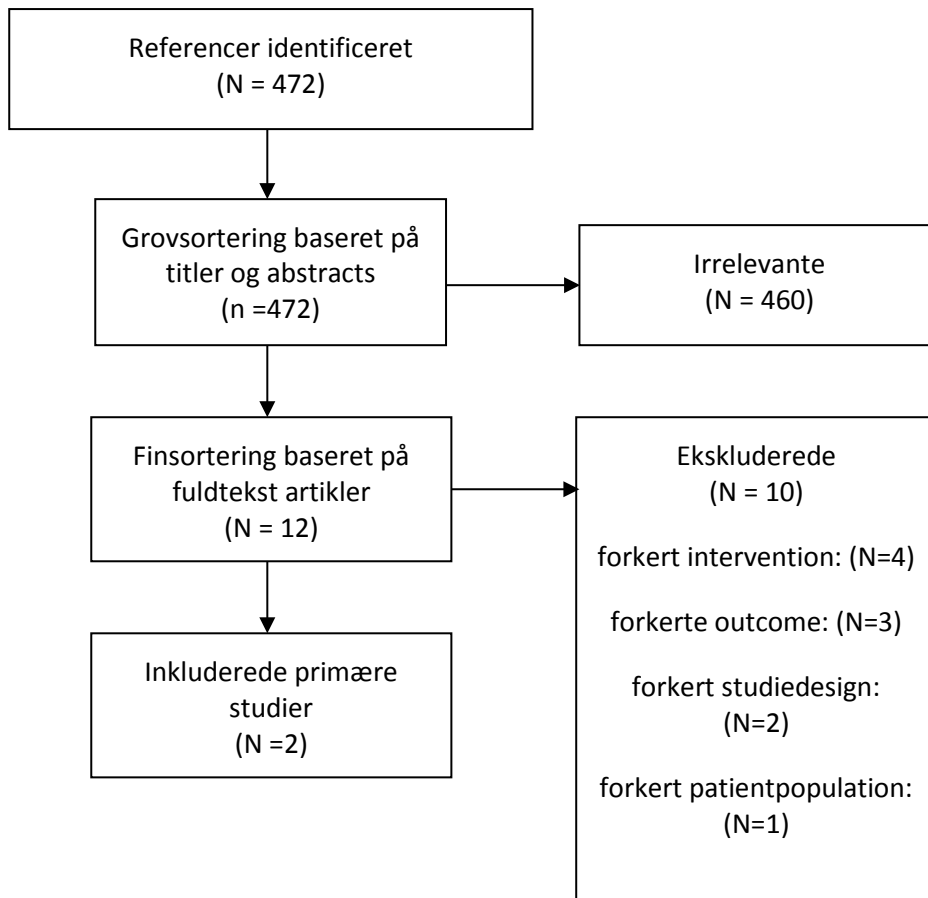 Referencer identificeret
(N = 472)
Grovsortering baseret på
titler og abstracts
(n =472)
Irrelevante
(N = 460)
Finsortering baseret på
fuldtekst artikler
(N = 12)
Ekskluderede
(N = 10)
forkert intervention: (N=4)
forkerte outcome: (N=3)
forkert studiedesign:
(N=2)
forkert patientpopulation:
(N=1)
Inkluderede primære
studier
(N =2)